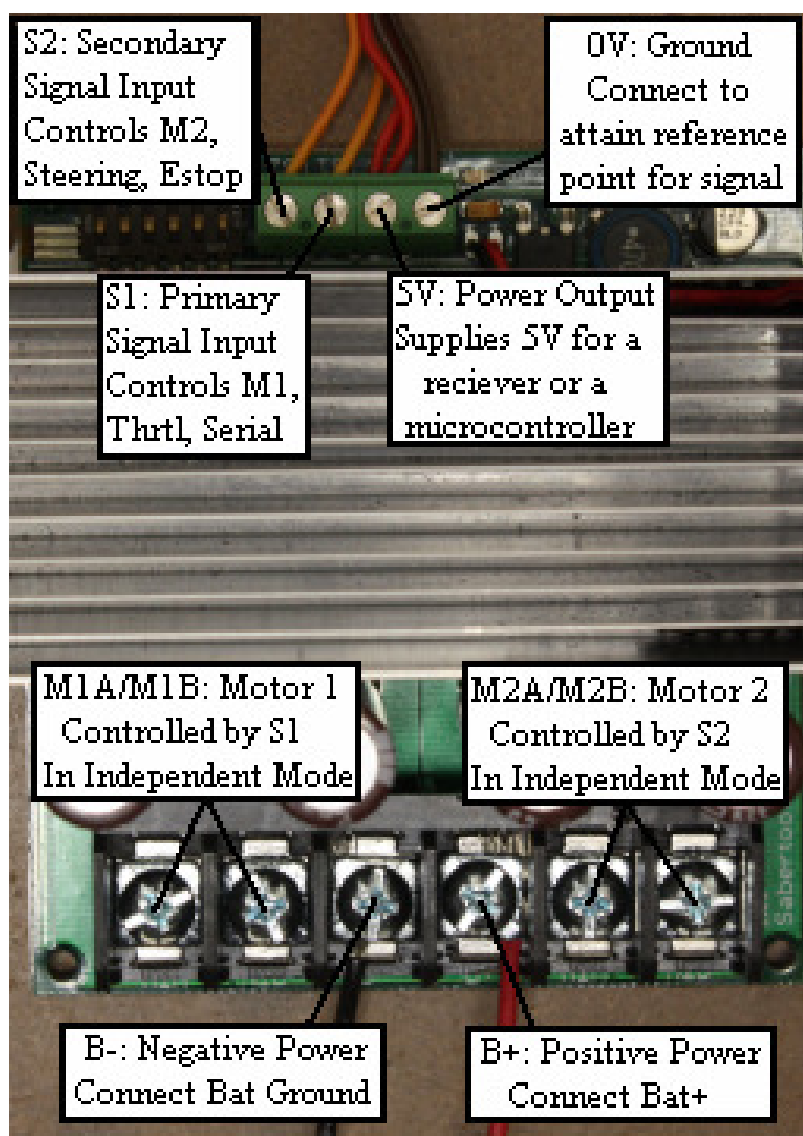 S2: Secondary
Signal Input
Controls M2,
Steering, Estop
0V: Ground
Connect to
attain reference
point for signal
S1: Primary
Signal Input
Controls M1,
Thrtl, Serial
5V: Power Output
Supplies 5V for a
reciever or a
microcontroller
M1A/M1B: Motor 1
Controlled by S1
In Independent Mode
M2A/M2B: Motor 2
Controlled by S2
In Independent Mode
Sabertoo
B-: Negative Power
Connect Bat Ground
B+: Positive Power
Connect Bat+